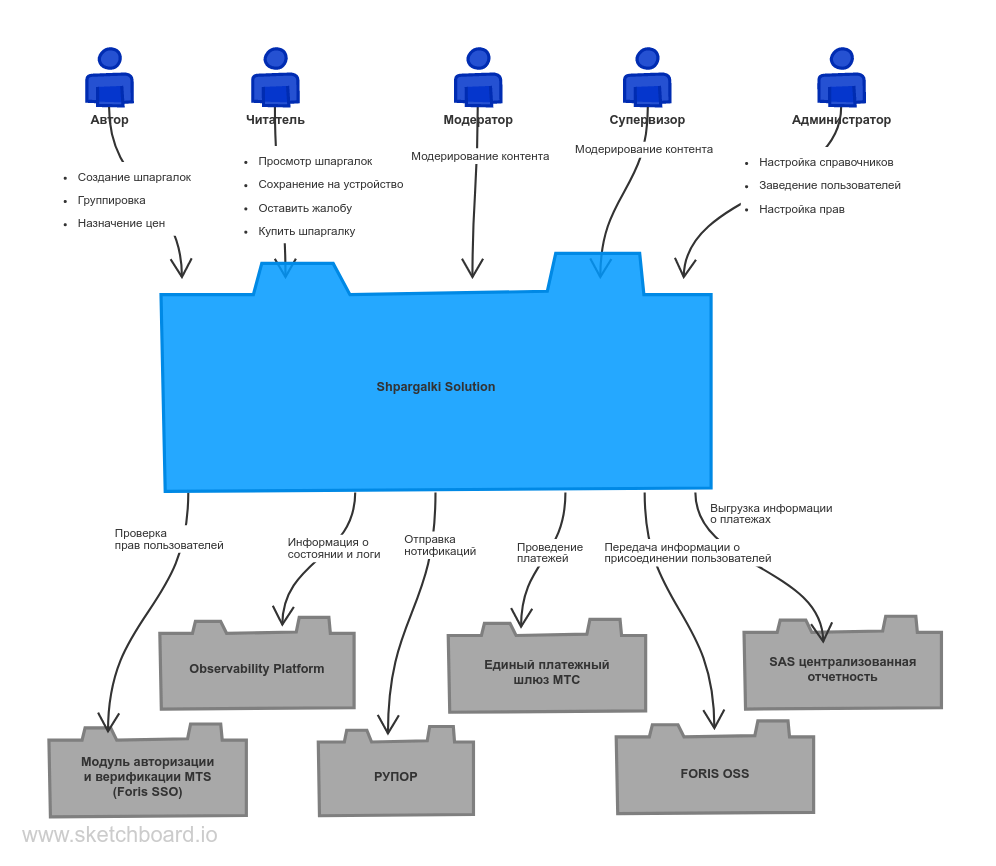 Автор
Читатель
Модератор
Супервизор
Администратор
• Создание шпаргалок
• Группировка
• Назначение цен
• Просмотр шпаргалок
• Сохранение на устройство
• Оставить жалобу
• Купить шпаргалку
Модерирование контента
Модерирование контента
• Настройка справочников
• Заведение пользователей
• Настройка прав
Shpargalki Solution
Проверка
прав пользователей
Информация о
состоянии и логи
Отправка
нотификаций
Проведение
платежей
Передача информации о
присоединении пользователей
Выгрузка информации
о платежах
Observability Platform
Единый платежный
шлюз МТС
SAS централизованная
отчетность
Модуль авторизации
и верификации MTS
(Foris SSO)
РУПОР
FORIS OSS
www.sketchboard.io